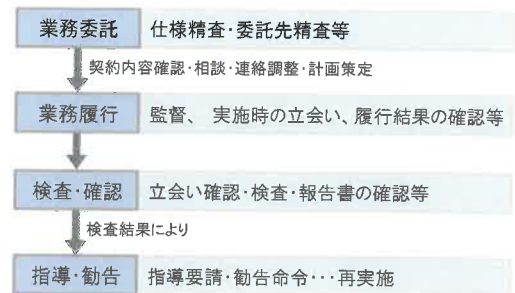 業務委託 仕様精査・委託先精査等
契約内容確認・相談・連絡調整・計画策定
業務履行 監督、 実施時の立会い、履行結果の確認等
検査・確認 立会い確認・検査・報告書の確認等
検査結果により
指導・勧告 指導要請・勧告命令・・・再実施